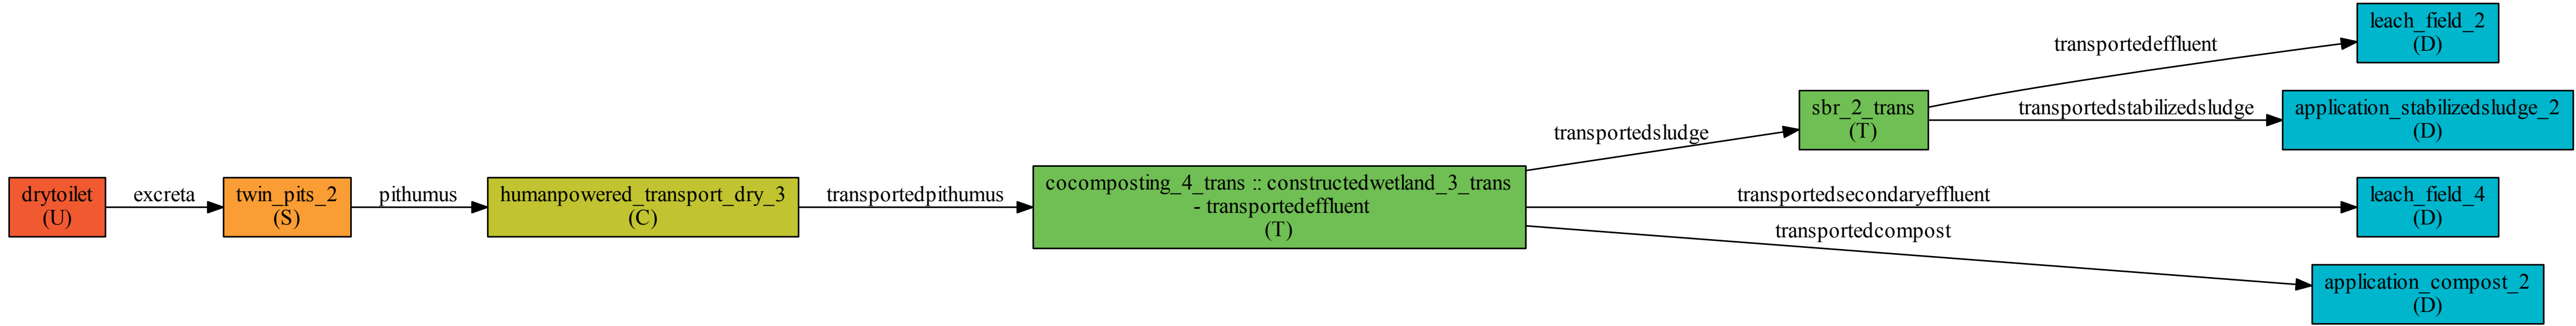 drytoilet
(U)
excreta
twin_pits_2
(S)
pithumus
humanpowered_transport_dry_3
(C)
transportedpithumus
cocomposting_4_trans :: constructedwetland_3_trans
- transportedeffluent
(T)
transportedsludge
sbr_2_trans
(T)
transportedeffluent
leach_field_2
(D)
transportedstabilizedsludge
application_stabilizedsludge_2
(D)
transportedsecondaryeffluent
leach_field_4
(D)
transportedcompost
application_compost_2
(D)